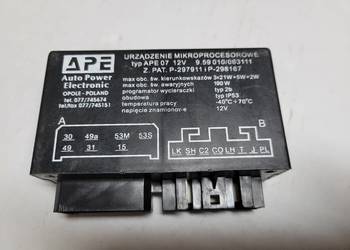 APE
Auto Power
Electronic
OPOLE - POLAND
tel. 077/745674
tel/fax 077/745151
URZĄDZENIE MIKROPROCESOROWE
typ APE 07 12V 9.59 010/093111
Z. PAT. P-297911 i P-298167
max obc. św. kierunkowskazów 3×21W+5W+2W
max obc. św. awaryjnych 190W
programator wycieraczki typ 2b
obudowa typ IP53
temperatura pracy -40°C +70°C
napięcie znamionowe 12V
A
30 49a 53M 53S
49 31 15
B
LK SH C2 CO LH T. J. PL